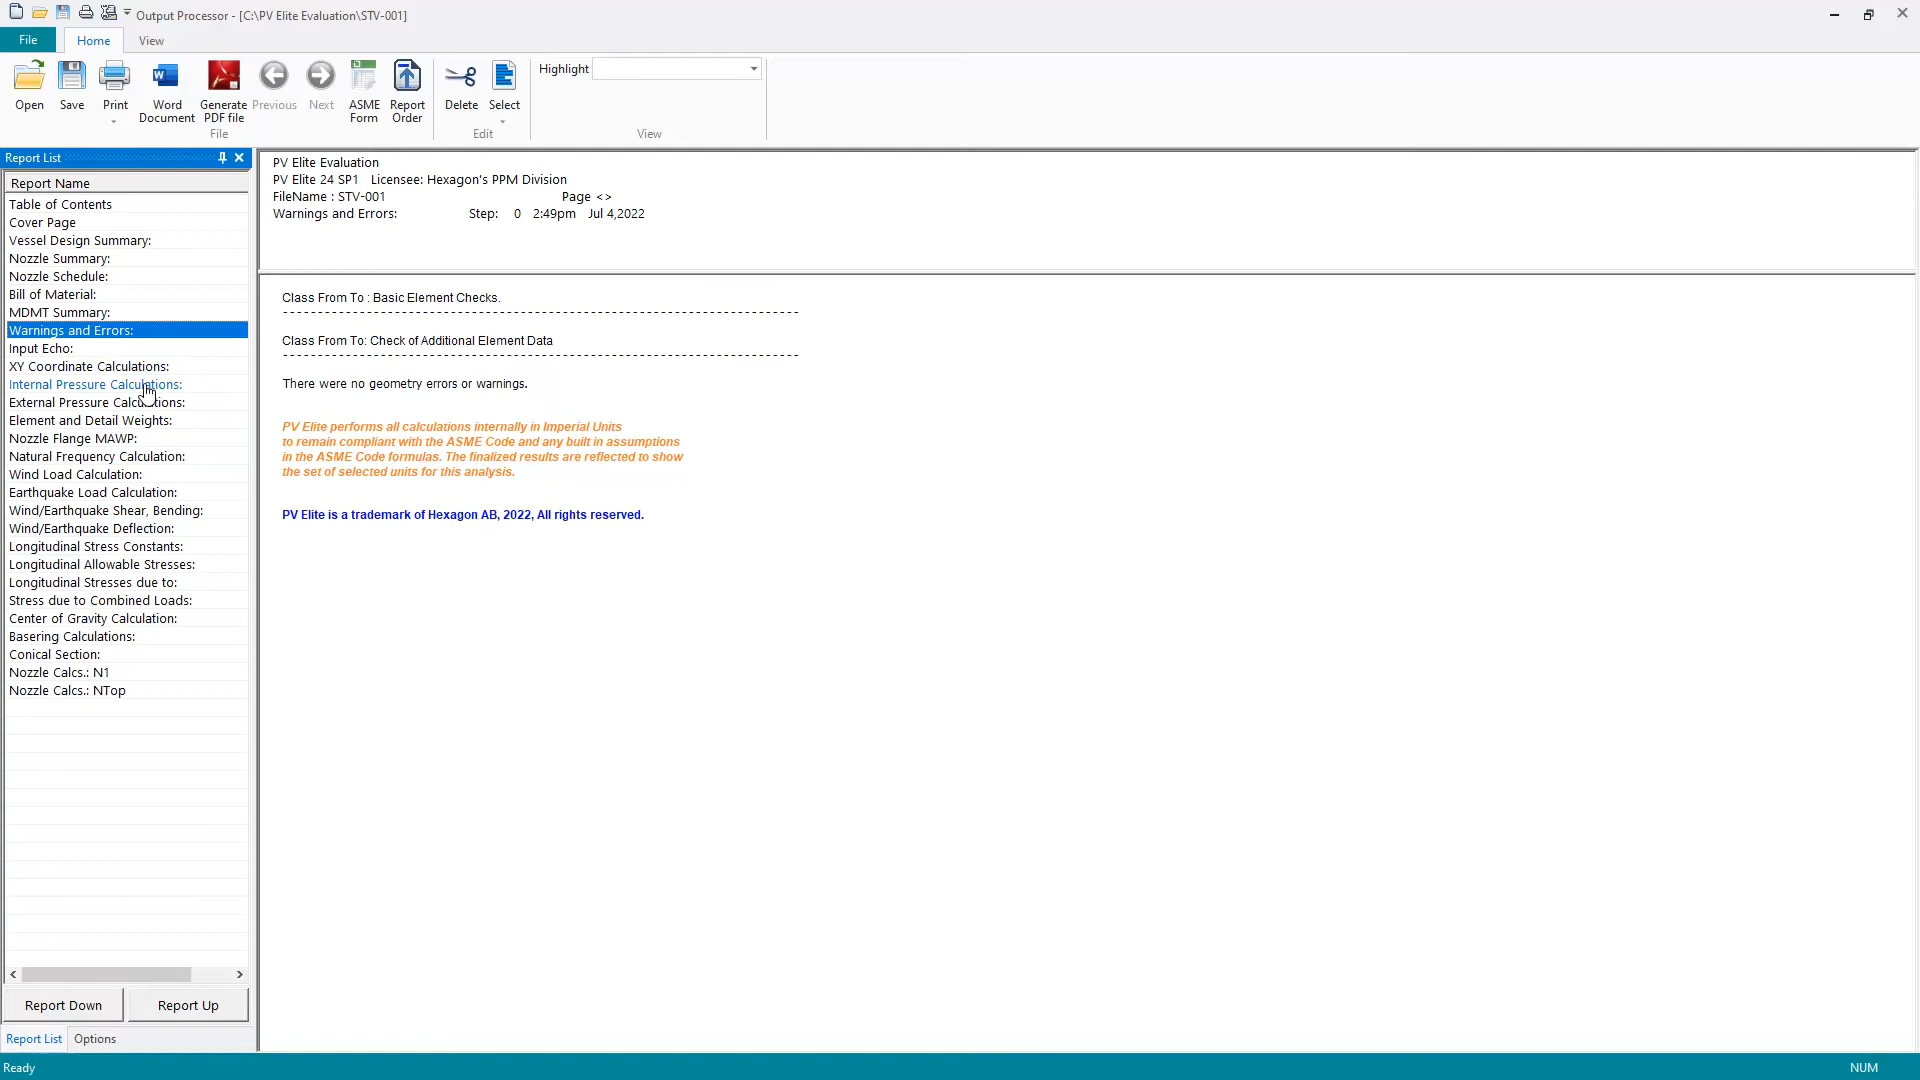 Output Processor - [C:\PV Elite Evaluation\STV-001]
File
Home
View
Open
Save
Print
Word
Document
Generate
PDF file
Previous
Next
ASME
Form
Report
Order
Delete
Select
Highlight
File
Edit
View
Report List
Report Name
Table of Contents
Cover Page
Vessel Design Summary:
Nozzle Summary:
Nozzle Schedule:
Bill of Material:
MDMT Summary:
Warnings and Errors:
Input Echo:
XY Coordinate Calculations:
Internal Pressure Calculations:
External Pressure Calculations:
Element and Detail Weights:
Nozzle Flange MAWP:
Natural Frequency Calculation:
Wind Load Calculation:
Earthquake Load Calculation:
Wind/Earthquake Shear, Bending:
Wind/Earthquake Deflection:
Longitudinal Stress Constants:
Longitudinal Allowable Stresses:
Longitudinal Stresses due to:
Stress due to Combined Loads:
Center of Gravity Calculation:
Basering Calculations:
Conical Section:
Nozzle Calcs.: N1
Nozzle Calcs.: NTop
Report Down
Report Up
Report List
Options
PV Elite Evaluation
PV Elite 24 SP1 Licensee: Hexagon's PPM Division
FileName : STV-001 Page <>
Warnings and Errors: Step: 0 2:49pm Jul 4,2022
Class From To : Basic Element Checks.
Class From To: Check of Additional Element Data
There were no geometry errors or warnings.
PV Elite performs all calculations internally in Imperial Units
to remain compliant with the ASME Code and any built in assumptions
in the ASME Code formulas. The finalized results are reflected to show
the set of selected units for this analysis.
PV Elite is a trademark of Hexagon AB, 2022, All rights reserved.
Ready
NUM